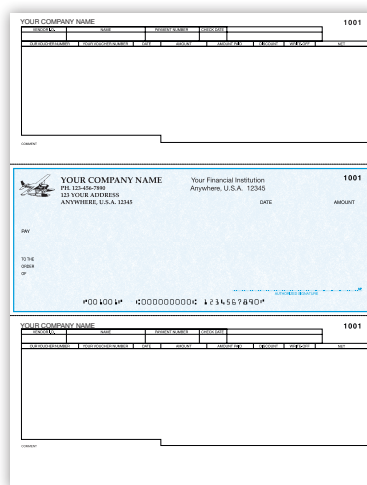 YOUR COMPANY NAME 1001
VENDOR I.D. NAME PAYMENT NUMBER CHECK DATE
OUR VOUCHER NUMBER YOUR VOUCHER NUMBER DATE AMOUNT AMOUNT PAID DISCOUNT WRITE-OFF NET
COMMENT
YOUR COMPANY NAME Your Financial Institution 1001
PH. 123-456-7890 Anywhere, U.S.A. 12345
123 YOUR ADDRESS
ANYWHERE, U.S.A. 12345 DATE AMOUNT
PAY
TO THE
ORDER
OF
AUTHORIZED SIGNATURE
⑈001001⑈ ⑆000000000⑆ 1234567890⑈
YOUR COMPANY NAME 1001
VENDOR I.D. NAME PAYMENT NUMBER CHECK DATE
OUR VOUCHER NUMBER YOUR VOUCHER NUMBER DATE AMOUNT AMOUNT PAID DISCOUNT WRITE-OFF NET
COMMENT